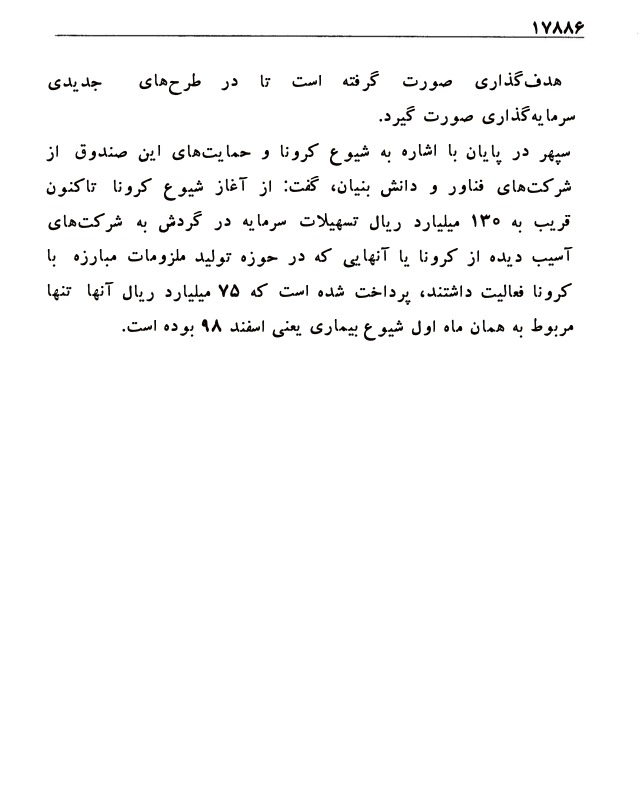 ۱۷۸۸۶
هدف‌گذاری صورت گرفته است تا در طرح‌های جدیدی
سرمایه‌گذاری صورت گیرد.
سپهر در پایان با اشاره به شیوع کرونا و حمایت‌های این صندوق از
شرکت‌های فناور و دانش بنیان، گفت: از آغاز شیوع کرونا تاکنون
قریب به ۱۳۰ میلیارد ریال تسهیلات سرمایه در گردش به شرکت‌های
آسیب دیده از کرونا یا آنهایی که در حوزه تولید ملزومات مبارزه با
کرونا فعالیت داشتند، پرداخت شده است که ۷۵ میلیارد ریال آنها تنها
مربوط به همان ماه اول شیوع بیماری یعنی اسفند ۹۸ بوده است.